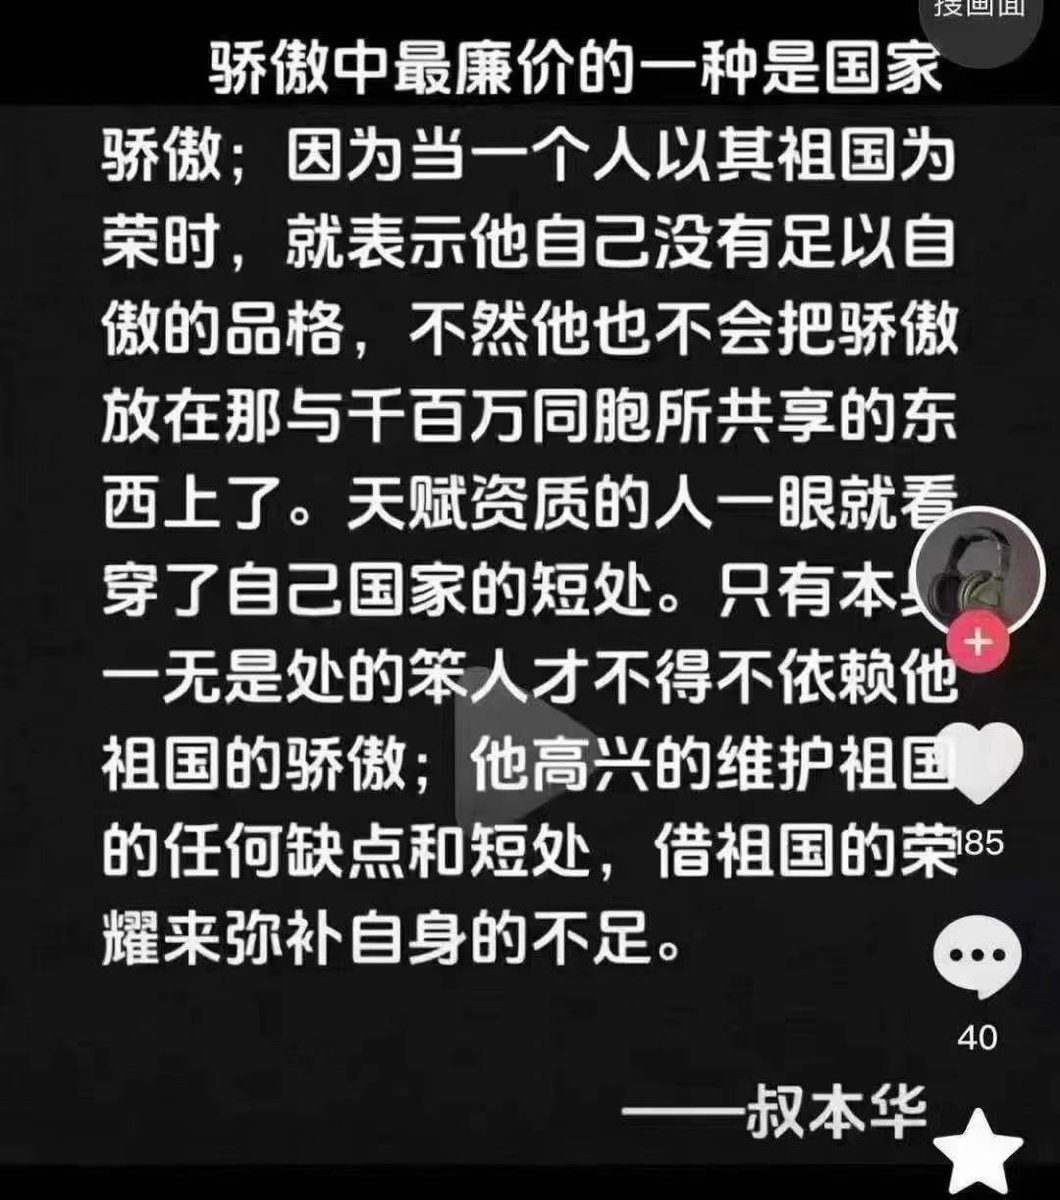 搜画面
骄傲中最廉价的一种是国家
骄傲；因为当一个人以其祖国为
荣时，就表示他自己没有足以自
傲的品格，不然他也不会把骄傲
放在那与千百万同胞所共享的东
西上了。天赋资质的人一眼就看
穿了自己国家的短处。只有本身
一无是处的笨人才不得不依赖他
祖国的骄傲；他高兴的维护祖国
的任何缺点和短处，借祖国的荣
耀来弥补自身的不足。
185
40
——叔本华